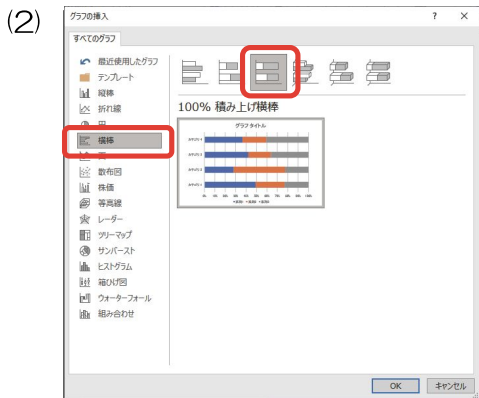 (2)
グラフの挿入
? ×
すべてのグラフ
最近使用したグラフ
テンプレート
縦棒
折れ線
円
横棒
散布図
株価
等高線
レーダー
ツリーマップ
サンバースト
ヒストグラム
箱ひげ図
ウォーターフォール
組み合わせ
100% 積み上げ横棒
グラフ タイトル
OK
キャンセル